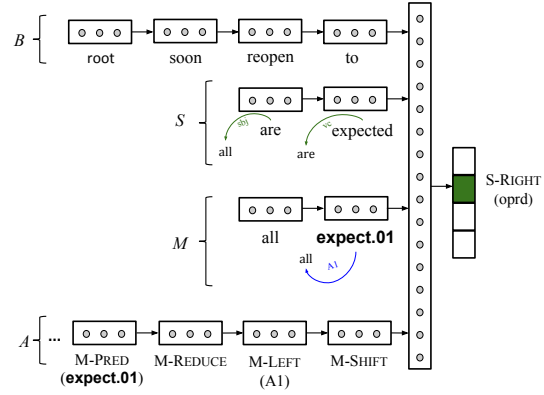 B
root soon reopen to
S
sbj vc
are expected
all are
S-RIGHT
(oprd)
M
all expect.01
all A1
A ...
M-PRED M-REDUCE M-LEFT M-SHIFT
(expect.01) (A1)